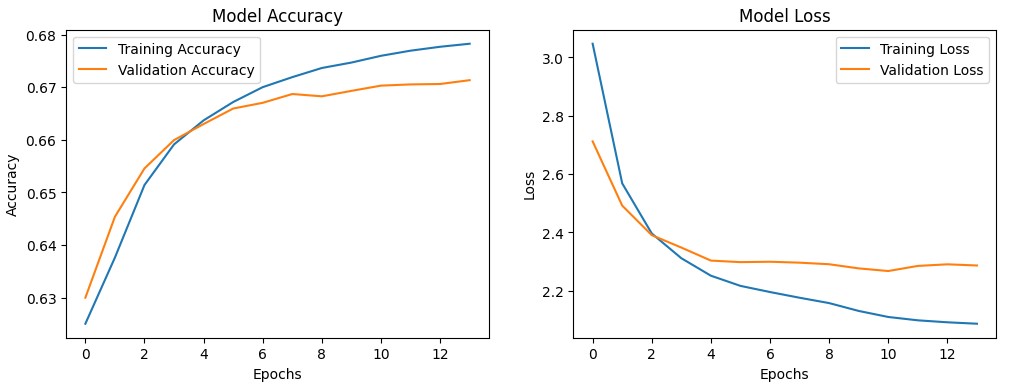 Model Accuracy
0.68
0.67
0.66
0.65
0.64
0.63
Accuracy
Training Accuracy
Validation Accuracy
0 2 4 6 8 10 12
Epochs
Model Loss
3.0
2.8
2.6
2.4
2.2
Loss
Training Loss
Validation Loss
0 2 4 6 8 10 12
Epochs